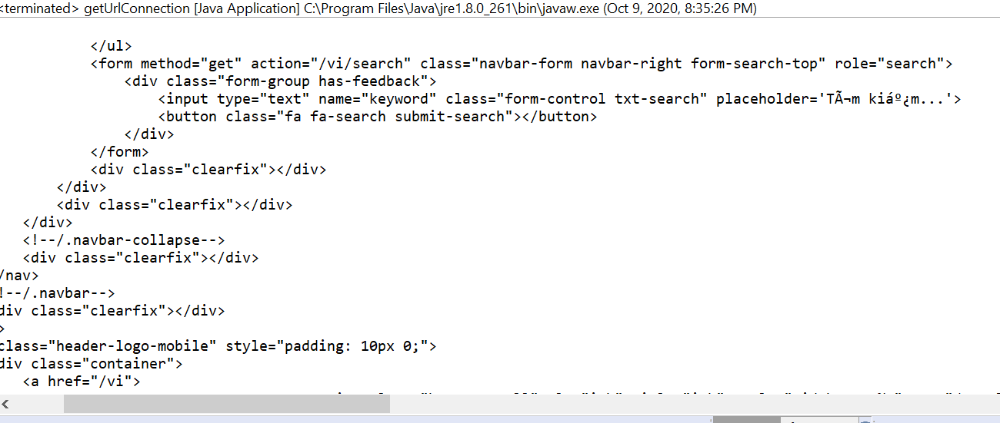 <terminated> getUrlConnection [Java Application] C:\Program Files\Java\jre1.8.0_261\bin\javaw.exe (Oct 9, 2020, 8:35:26 PM)
</ul>
<form method="get" action="/vi/search" class="navbar-form navbar-right form-search-top" role="search">
<div class="form-group has-feedback">
<input type="text" name="keyword" class="form-control txt-search" placeholder='TÃ¬m kiáº¿m...'>
<button class="fa fa-search submit-search"></button>
</div>
</form>
<div class="clearfix"></div>
</div>
<div class="clearfix"></div>
</div>
<!--/.navbar-collapse-->
<div class="clearfix"></div>
/nav>
!--/.navbar-->
div class="clearfix"></div>
>
class="header-logo-mobile" style="padding: 10px 0;">
div class="container">
<a href="/vi">